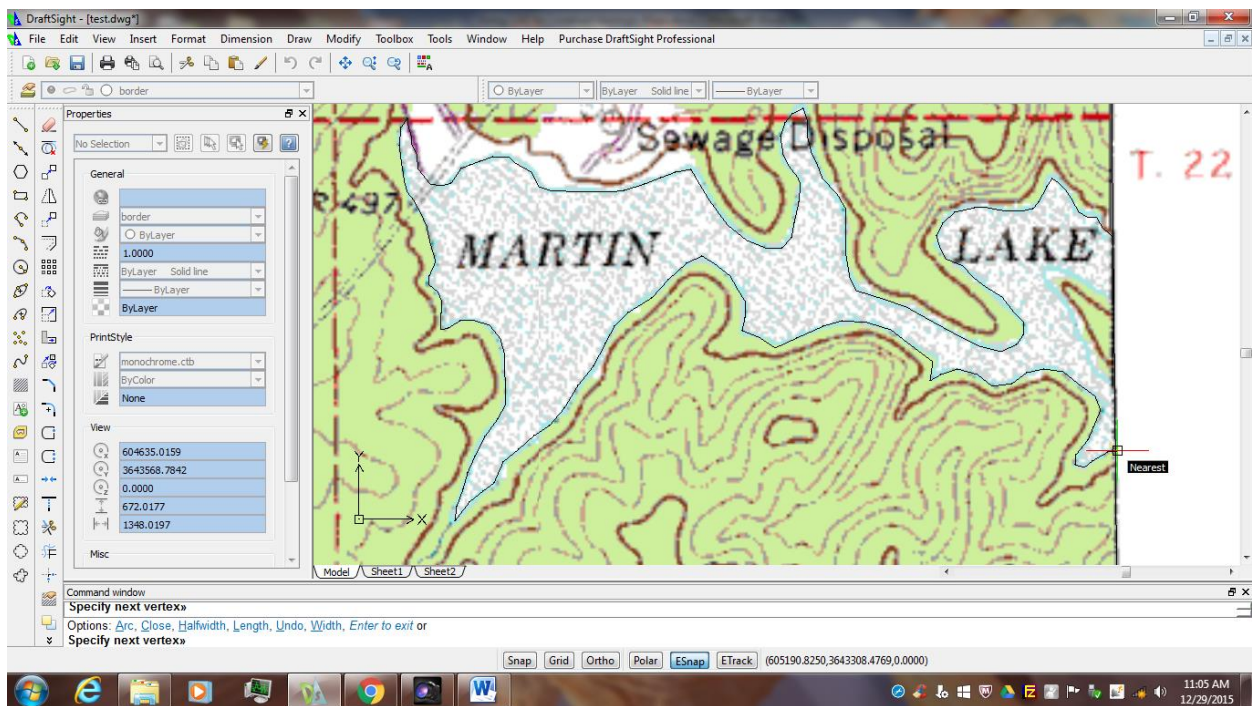 DraftSight - [test.dwg*]
File Edit View Insert Format Dimension Draw Modify Toolbox Tools Window Help Purchase DraftSight Professional
border
ByLayer
ByLayer Solid line
ByLayer
Properties
No Selection
General
border
ByLayer
1.0000
ByLayer Solid line
ByLayer
ByLayer
PrintStyle
monochrome.ctb
ByColor
None
View
604635.0159
3643568.7842
0.0000
672.0177
1348.0197
Misc
Sewage Disposal
T. 22
497
MARTIN LAKE
Nearest
Y
X
Model Sheet1 Sheet2
Command window
Specify next vertex»
Options: Arc, Close, Halfwidth, Length, Undo, Width, Enter to exit or
Specify next vertex»
Snap Grid Ortho Polar ESnap ETrack (605190.8250,3643308.4769,0.0000)
11:05 AM
12/29/2015